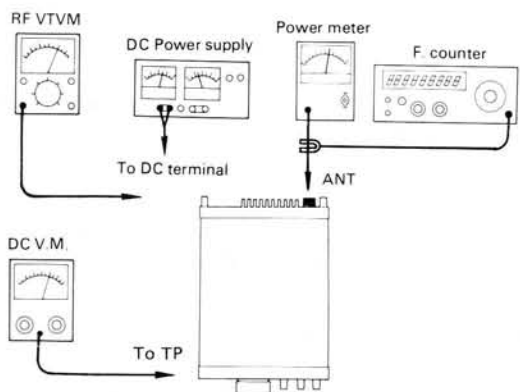 RF VTVM
DC Power supply
Power meter
F. counter
To DC terminal
ANT
DC V.M.
To TP